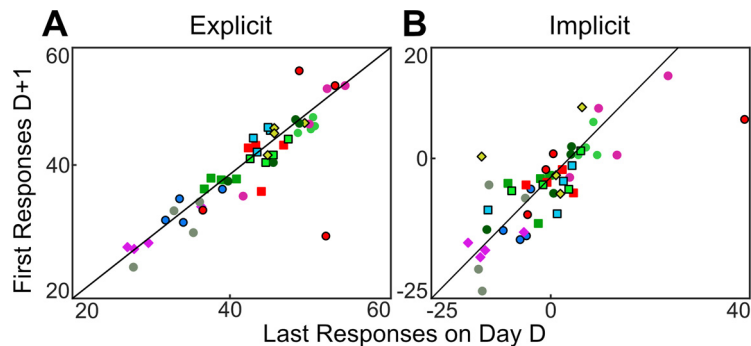 A Explicit
B Implicit
First Responses D+1
60
40
20
20 40 60
20
0
-25
-25 0 40
Last Responses on Day D